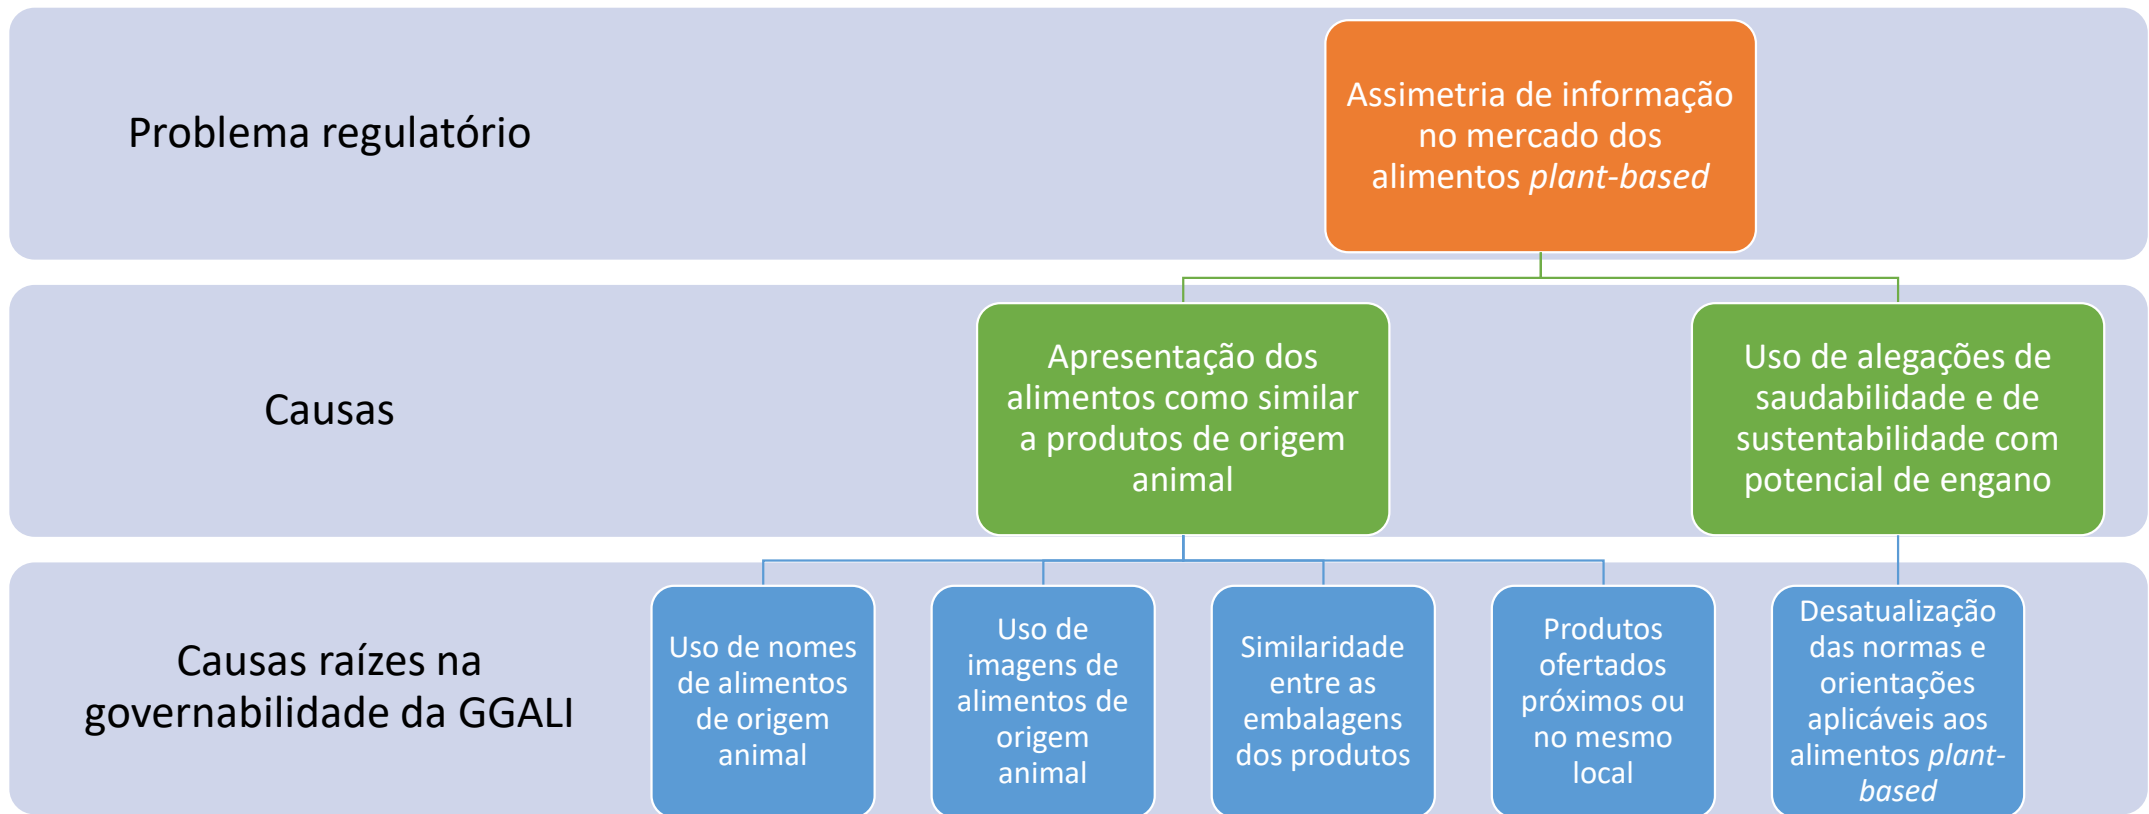 Problema regulatório
Assimetria de informação
no mercado dos
alimentos plant-based
Causas
Apresentação dos
alimentos como similar
a produtos de origem
animal
Uso de alegações de
saudabilidade e de
sustentabilidade com
potencial de engano
Causas raízes na
governabilidade da GGALI
Uso de nomes
de alimentos
de origem
animal
Uso de
imagens de
alimentos de
origem
animal
Similaridade
entre as
embalagens
dos produtos
Produtos
ofertados
próximos ou
no mesmo
local
Desatualização
das normas e
orientações
aplicáveis aos
alimentos plant-
based